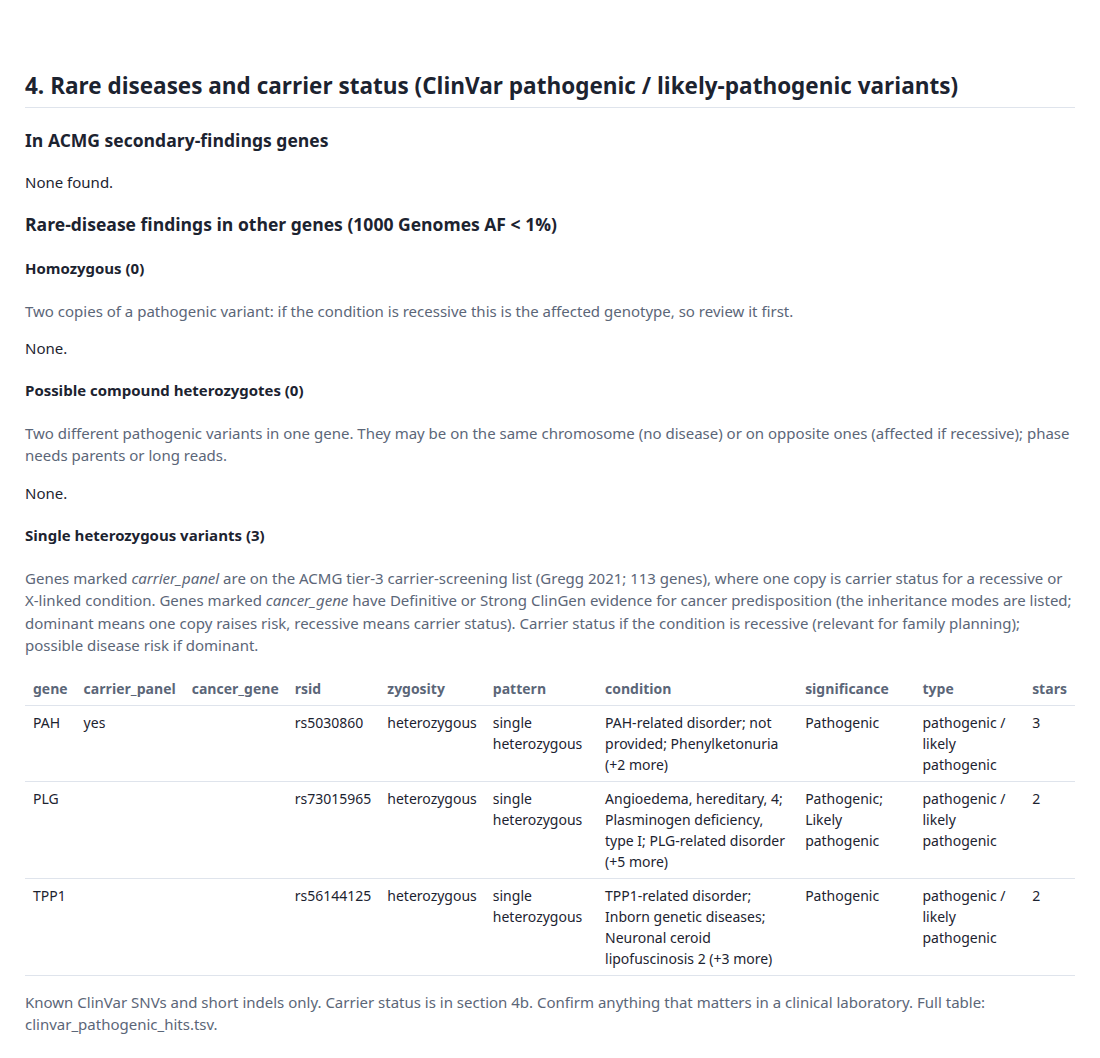 4. Rare diseases and carrier status (ClinVar pathogenic / likely-pathogenic variants)
In ACMG secondary-findings genes
None found.
Rare-disease findings in other genes (1000 Genomes AF < 1%)
Homozygous (0)
Two copies of a pathogenic variant: if the condition is recessive this is the affected genotype, so review it first.
None.
Possible compound heterozygotes (0)
Two different pathogenic variants in one gene. They may be on the same chromosome (no disease) or on opposite ones (affected if recessive); phase
needs parents or long reads.
None.
Single heterozygous variants (3)
Genes marked carrier_panel are on the ACMG tier-3 carrier-screening list (Gregg 2021; 113 genes), where one copy is carrier status for a recessive or
X-linked condition. Genes marked cancer_gene have Definitive or Strong ClinGen evidence for cancer predisposition (the inheritance modes are listed;
dominant means one copy raises risk, recessive means carrier status). Carrier status if the condition is recessive (relevant for family planning);
possible disease risk if dominant.
gene carrier_panel cancer_gene rsid zygosity pattern condition significance type stars
PAH yes rs5030860 heterozygous single PAH-related disorder; not Pathogenic pathogenic / 3
heterozygous provided; Phenylketonuria likely
(+2 more) pathogenic
PLG rs73015965 heterozygous single Angioedema, hereditary, 4; Pathogenic; pathogenic / 2
heterozygous Plasminogen deficiency, Likely likely
type I; PLG-related disorder pathogenic pathogenic
(+5 more)
TPP1 rs56144125 heterozygous single TPP1-related disorder; Pathogenic pathogenic / 2
heterozygous Inborn genetic diseases; likely
Neuronal ceroid pathogenic
lipofuscinosis 2 (+3 more)
Known ClinVar SNVs and short indels only. Carrier status is in section 4b. Confirm anything that matters in a clinical laboratory. Full table:
clinvar_pathogenic_hits.tsv.